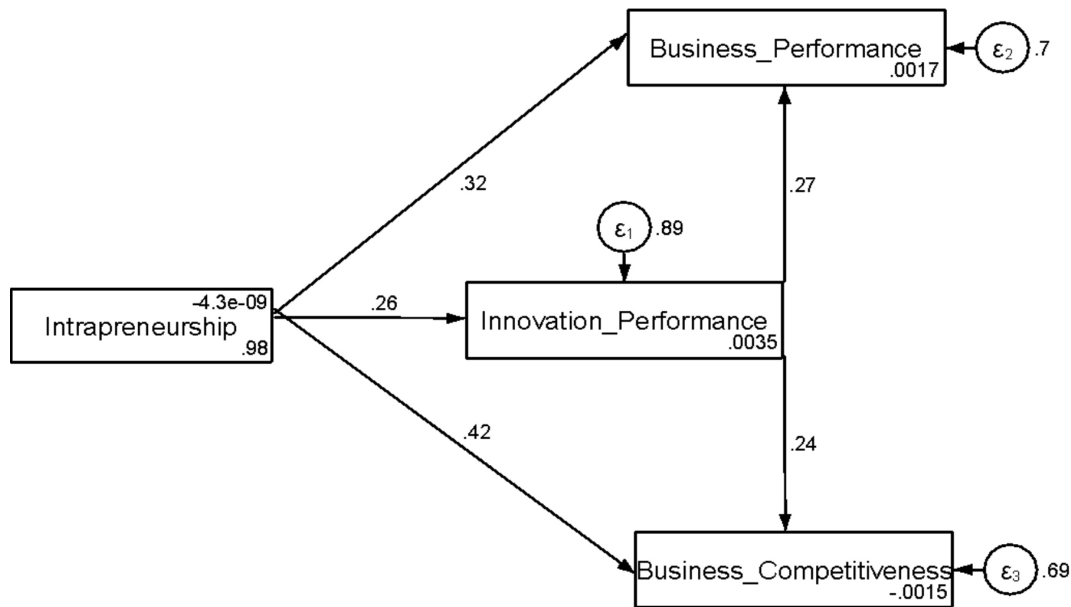 Business_Performance
.0017
ε2
.7
.32
.27
ε1
.89
-4.3e-09
Intrapreneurship
.98
.26
Innovation_Performance
.0035
.42
.24
Business_Competitiveness
-.0015
ε3
.69